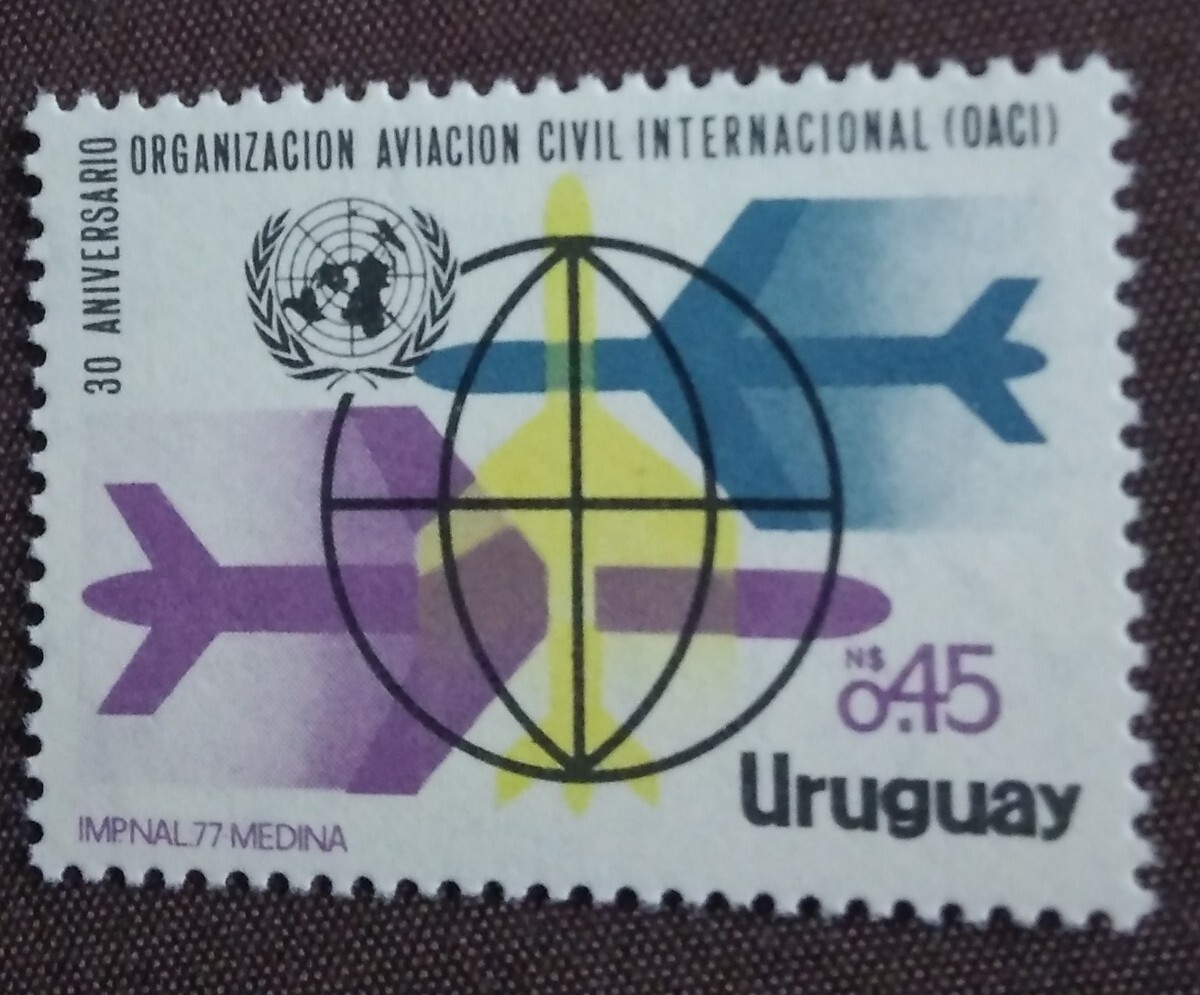 30 ANIVERSARIO
ORGANIZACION AVIACION CIVIL INTERNACIONAL (OACI)
N$
0.45
Uruguay
IMP.NAL.77-MEDINA